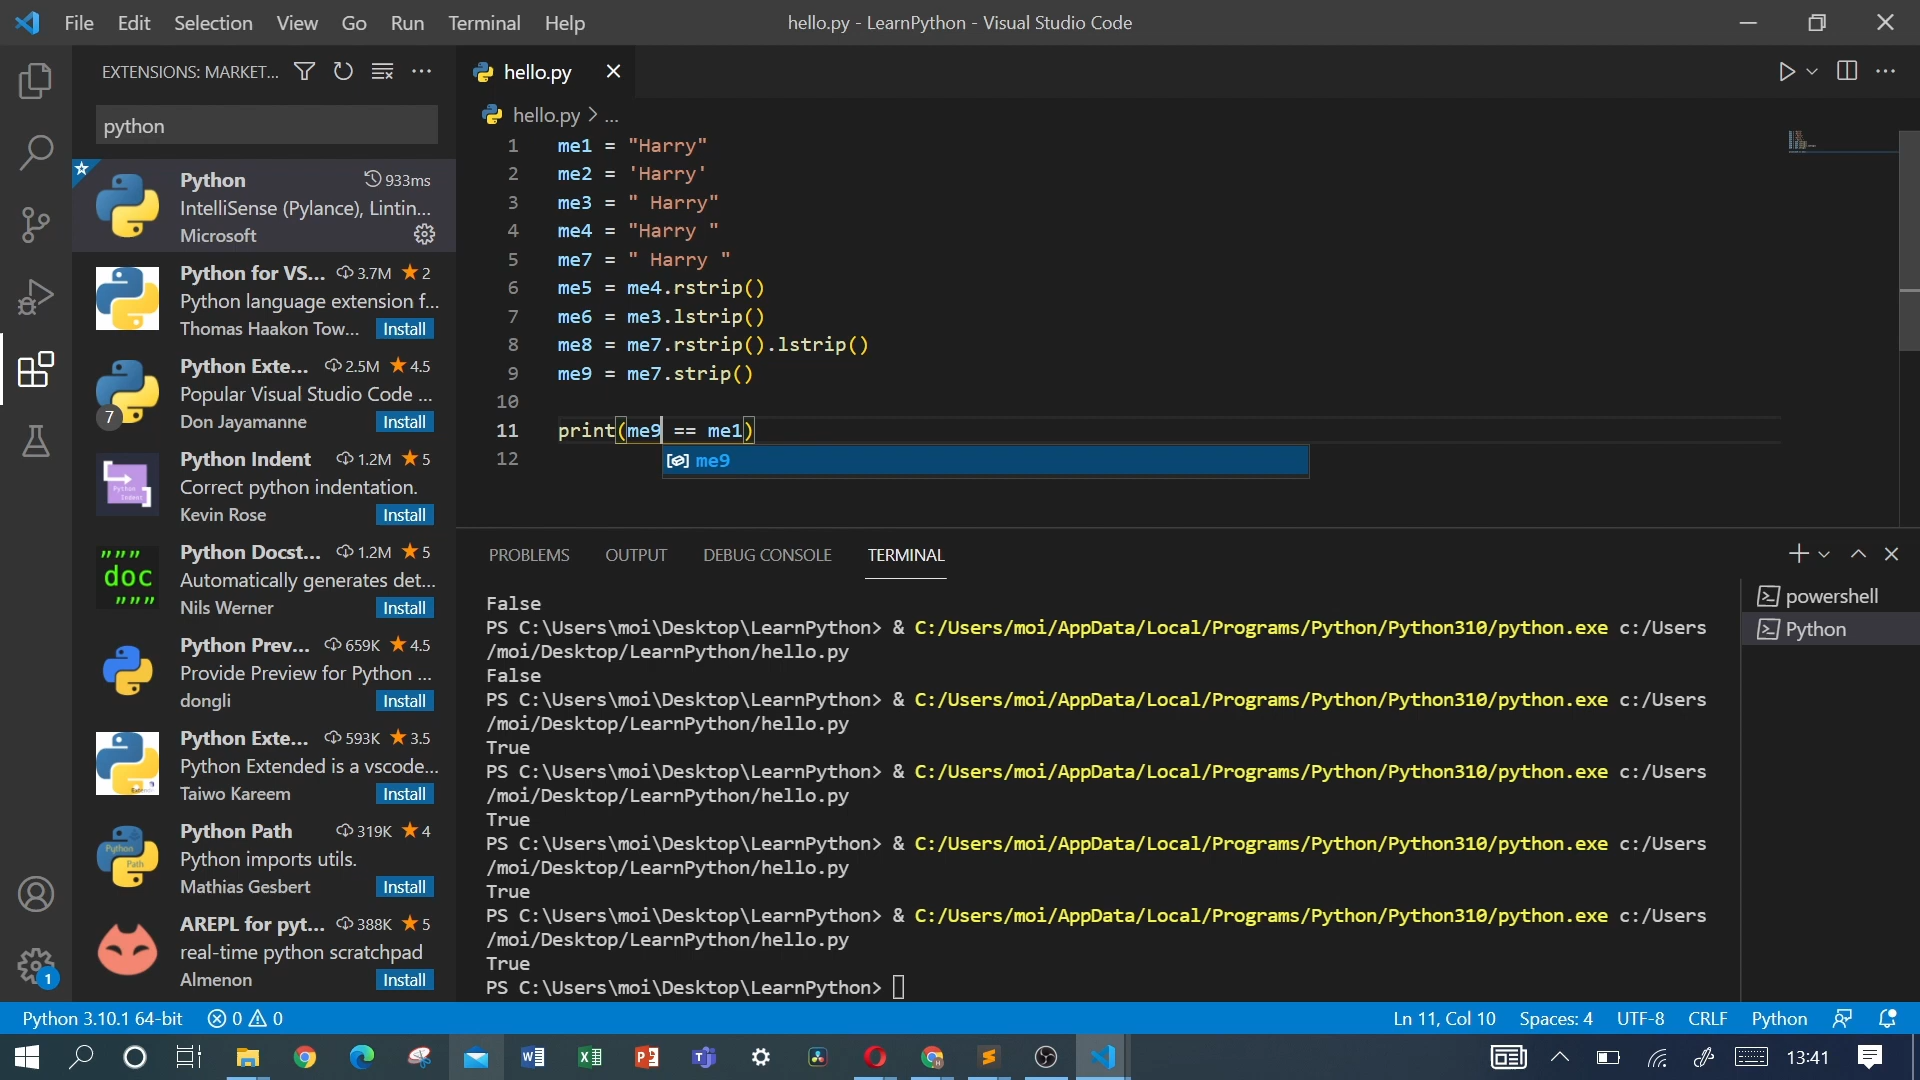 File Edit Selection View Go Run Terminal Help
hello.py - LearnPython - Visual Studio Code
EXTENSIONS: MARKET...
python
Python 933ms
IntelliSense (Pylance), Lintin...
Microsoft
Python for VS... 3.7M 2
Python language extension f...
Thomas Haakon Tow... Install
Python Exte... 2.5M 4.5
Popular Visual Studio Code ...
7
Don Jayamanne Install
Python Indent 1.2M 5
Correct python indentation.
Kevin Rose Install
Python Docst... 1.2M 5
doc
Automatically generates det...
Nils Werner Install
Python Prev... 659K 4.5
Provide Preview for Python ...
dongli Install
Python Exte... 593K 3.5
Python Extended is a vscode...
Taiwo Kareem Install
Python Path 319K 4
Python imports utils.
Mathias Gesbert Install
AREPL for pyt... 388K 5
real-time python scratchpad
Almenon Install
1
hello.py
hello.py > ...
1 me1 = "Harry"
2 me2 = 'Harry'
3 me3 = " Harry"
4 me4 = "Harry "
5 me7 = " Harry "
6 me5 = me4.rstrip()
7 me6 = me3.lstrip()
8 me8 = me7.rstrip().lstrip()
9 me9 = me7.strip()
10
11 print(me9 == me1)
me9
12
PROBLEMS OUTPUT DEBUG CONSOLE TERMINAL
False
PS C:\Users\moi\Desktop\LearnPython> & C:/Users/moi/AppData/Local/Programs/Python/Python310/python.exe c:/Users
/moi/Desktop/LearnPython/hello.py
False
PS C:\Users\moi\Desktop\LearnPython> & C:/Users/moi/AppData/Local/Programs/Python/Python310/python.exe c:/Users
/moi/Desktop/LearnPython/hello.py
True
PS C:\Users\moi\Desktop\LearnPython> & C:/Users/moi/AppData/Local/Programs/Python/Python310/python.exe c:/Users
/moi/Desktop/LearnPython/hello.py
True
PS C:\Users\moi\Desktop\LearnPython> & C:/Users/moi/AppData/Local/Programs/Python/Python310/python.exe c:/Users
/moi/Desktop/LearnPython/hello.py
True
PS C:\Users\moi\Desktop\LearnPython> & C:/Users/moi/AppData/Local/Programs/Python/Python310/python.exe c:/Users
/moi/Desktop/LearnPython/hello.py
True
PS C:\Users\moi\Desktop\LearnPython>
powershell
Python
Python 3.10.1 64-bit 0 0
Ln 11, Col 10 Spaces: 4 UTF-8 CRLF Python
13:41